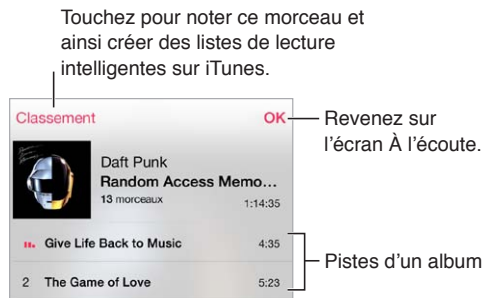 Touchez pour noter ce morceau et
ainsi créer des listes de lecture
intelligentes sur iTunes.
Classement
OK
Revenez sur
l'écran À l'écoute.
Daft Punk
Random Access Memo...
13 morceaux
1:14:35
Give Life Back to Music
4:35
Pistes d'un album
2 The Game of Love
5:23